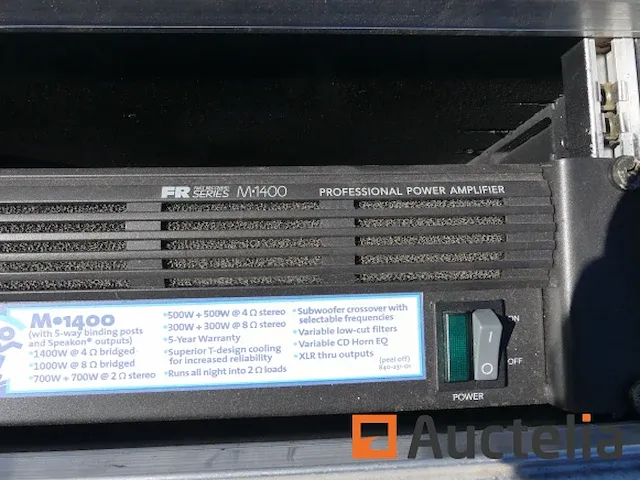 FR SERIES M•1400 PROFESSIONAL POWER AMPLIFIER
M•1400
(with 5-way binding posts
and Speakon® outputs)
•1400W @ 4 Ω bridged
•1000W @ 8 Ω bridged
•700W + 700W @ 2 Ω stereo
•500W + 500W @ 4 Ω stereo
•300W + 300W @ 8 Ω stereo
•5-Year Warranty
•Superior T-design cooling
for increased reliability
•Runs all night into 2 Ω loads
•Subwoofer crossover with
selectable frequencies
•Variable low-cut filters
•Variable CD Horn EQ
•XLR thru outputs
(peel off)
840-251-01
ON
OFF
POWER
Auctelia